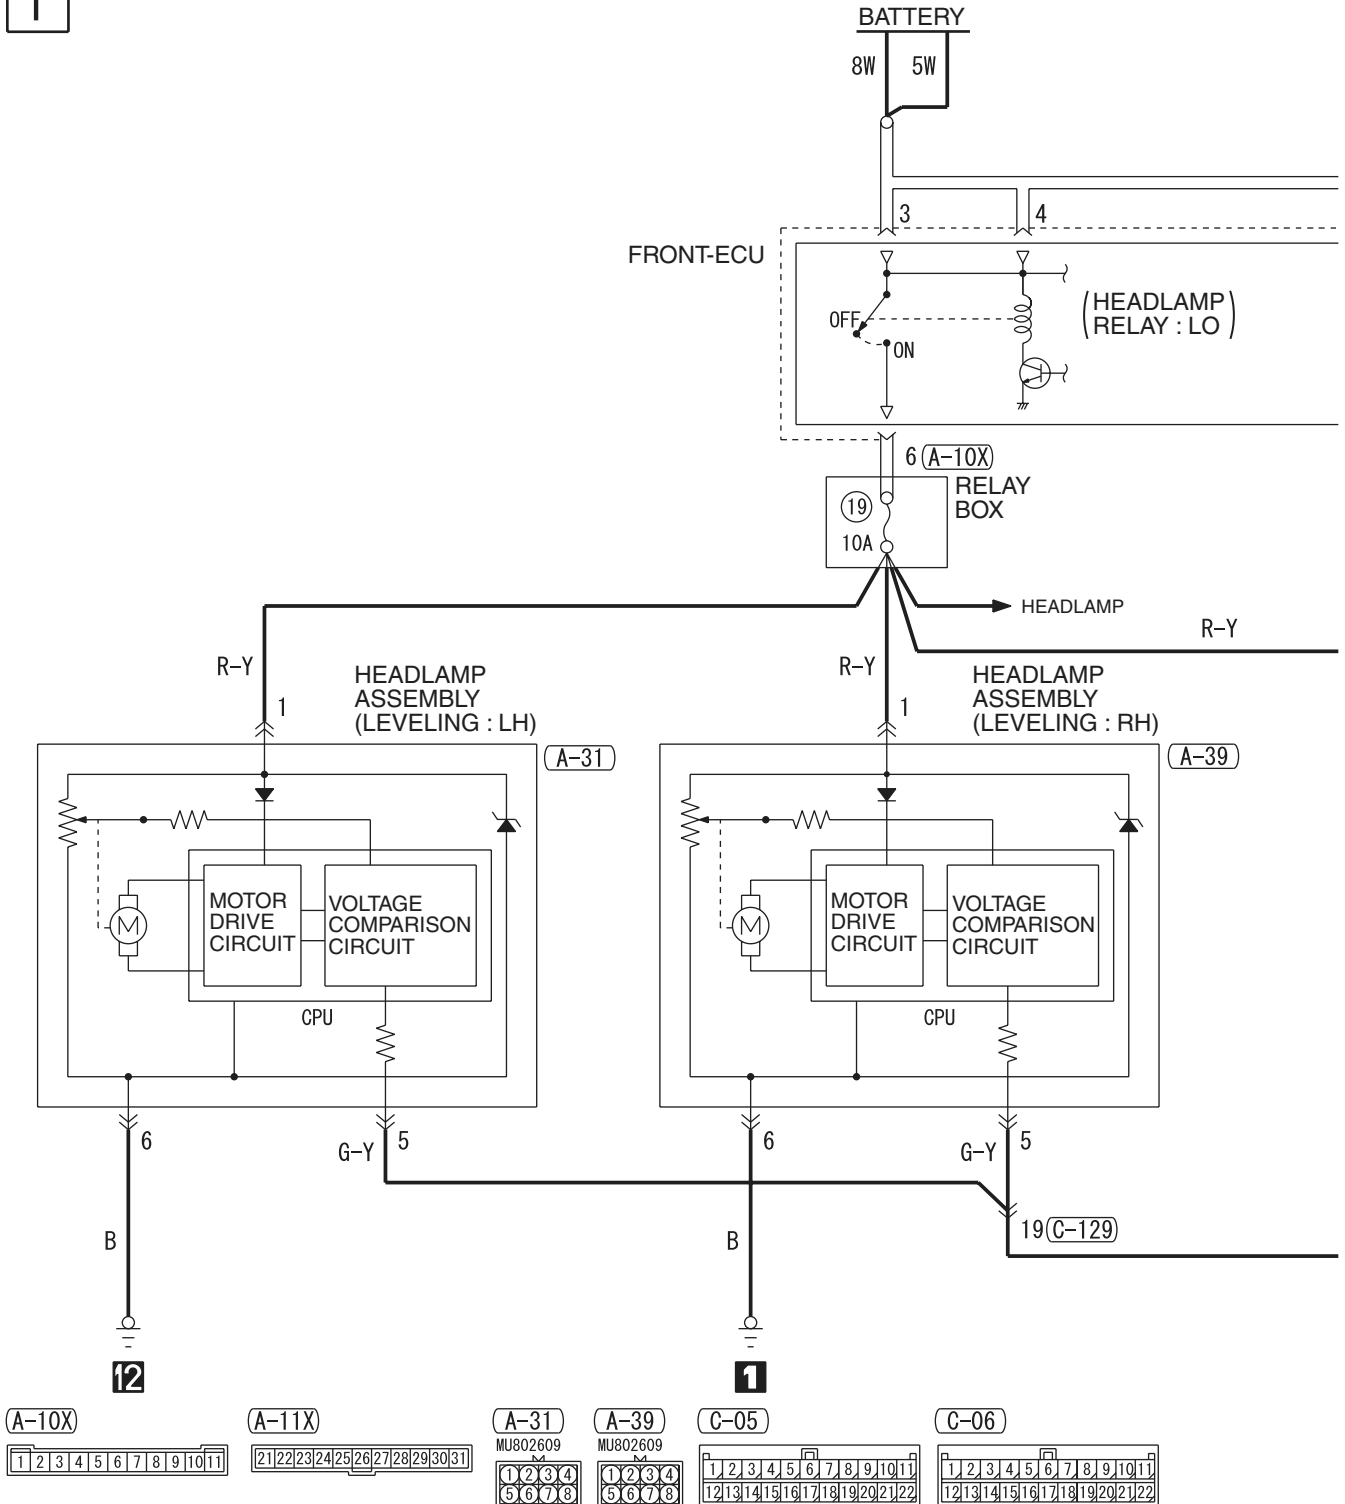 1
BATTERY
8W
5W
3
4
FRONT-ECU
(HEADLAMP
RELAY : LO)
OFF
ON
6 (A-10X)
RELAY
BOX
19
10A
HEADLAMP
R-Y
R-Y
HEADLAMP
ASSEMBLY
(LEVELING : LH)
1
R-Y
HEADLAMP
ASSEMBLY
(LEVELING : RH)
1
A-31
A-39
MOTOR
DRIVE
CIRCUIT
VOLTAGE
COMPARISON
CIRCUIT
M
CPU
MOTOR
DRIVE
CIRCUIT
VOLTAGE
COMPARISON
CIRCUIT
M
CPU
6
G-Y
5
6
G-Y
5
B
B
19 (C-129)
12
1
A-10X
1 2 3 4 5 6 7 8 9 10 11
A-11X
21 22 23 24 25 26 27 28 29 30 31
A-31
MU802609
1 2 3 4
5 6 7 8
A-39
MU802609
1 2 3 4
5 6 7 8
C-05
1 2 3 4 5 6 7 8 9 10 11
12 13 14 15 16 17 18 19 20 21 22
C-06
1 2 3 4 5 6 7 8 9 10 11
12 13 14 15 16 17 18 19 20 21 22